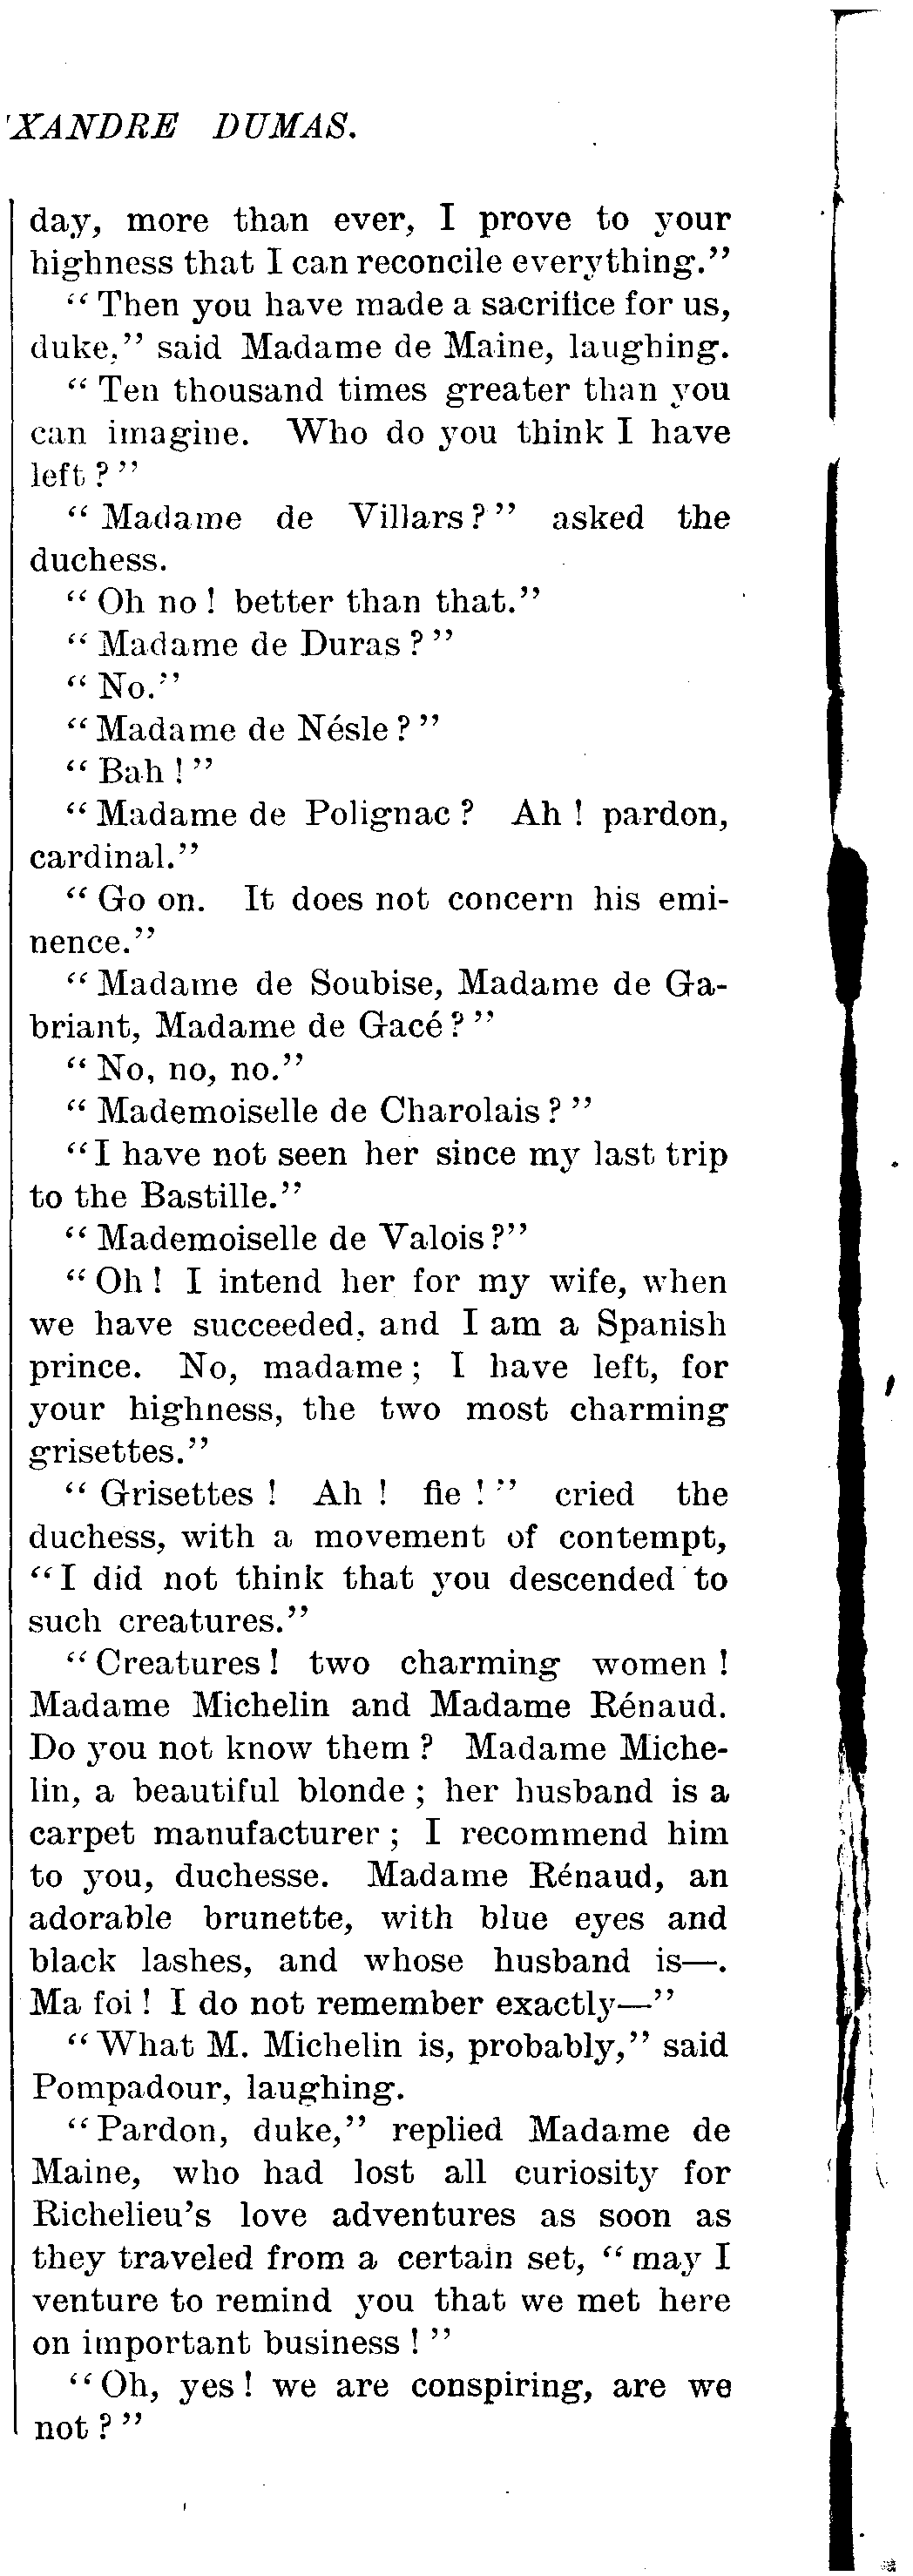 XANDRE DUMAS.
day, more than ever, I prove to your
highness that I can reconcile everything."
"Then you have made a sacrifice for us,
duke," said Madame de Maine, laughing.
"Ten thousand times greater than you
can imagine. Who do you think I have
left?"
"Madame de Villars?" asked the
duchess.
"Oh no! better than that."
"Madame de Duras?"
"No."
"Madame de Nésle?"
"Bah!"
"Madame de Polignac? Ah! pardon,
cardinal."
"Go on. It does not concern his emi-
nence."
"Madame de Soubise, Madame de Ga-
briant, Madame de Gacé?"
"No, no, no."
"Mademoiselle de Charolais?"
"I have not seen her since my last trip
to the Bastille."
"Mademoiselle de Valois?"
"Oh! I intend her for my wife, when
we have succeeded, and I am a Spanish
prince. No, madame; I have left, for
your highness, the two most charming
grisettes."
"Grisettes! Ah! fie!" cried the
duchess, with a movement of contempt,
"I did not think that you descended to
such creatures."
"Creatures! two charming women!
Madame Michelin and Madame Rénaud.
Do you not know them? Madame Miche-
lin, a beautiful blonde; her husband is a
carpet manufacturer; I recommend him
to you, duchesse. Madame Rénaud, an
adorable brunette, with blue eyes and
black lashes, and whose husband is—.
Ma foi! I do not remember exactly—"
"What M. Michelin is, probably," said
Pompadour, laughing.
"Pardon, duke," replied Madame de
Maine, who had lost all curiosity for
Richelieu's love adventures as soon as
they traveled from a certain set, "may I
venture to remind you that we met here
on important business!"
"Oh, yes! we are conspiring, are we
not?"